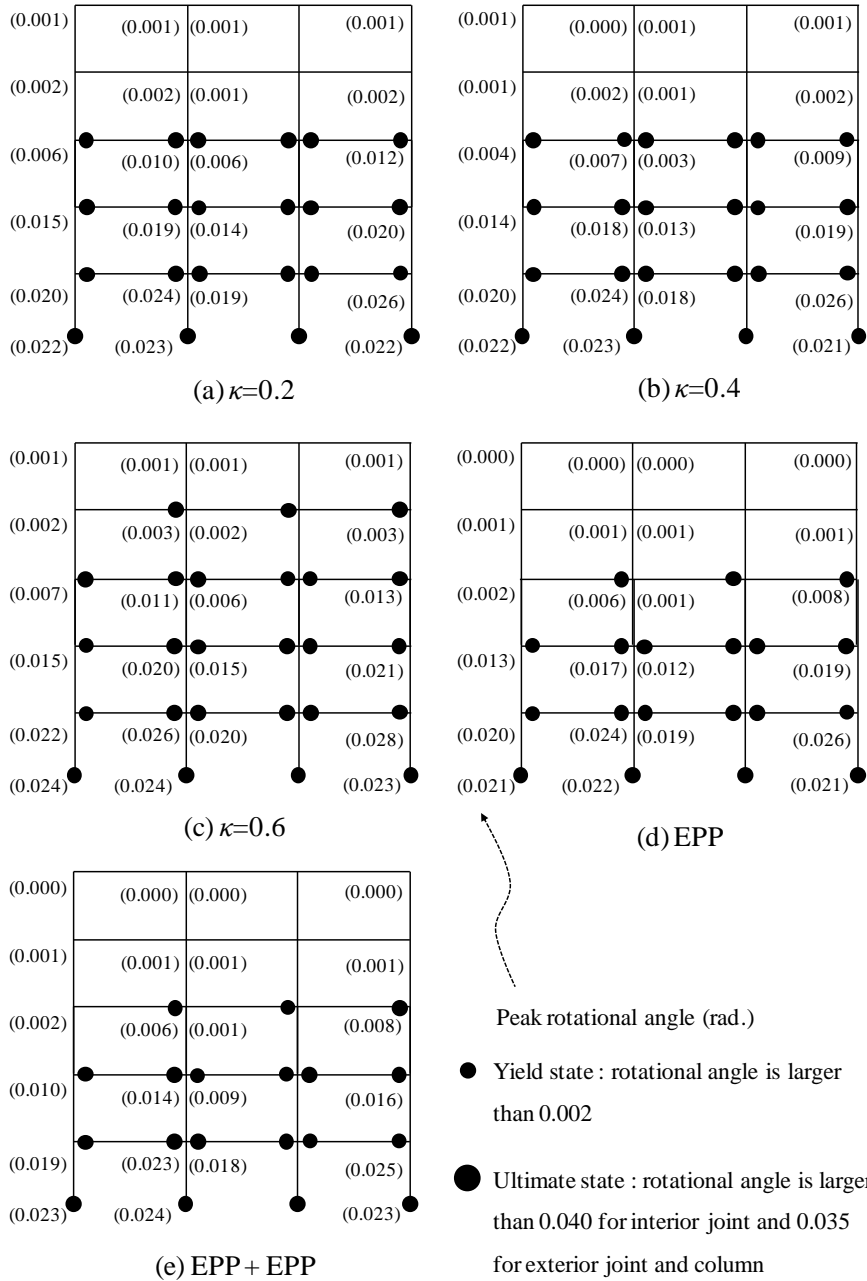 (0.001) (0.001) (0.001) (0.001)
(0.002) (0.002) (0.001) (0.002)
(0.006) (0.010) (0.006) (0.012)
(0.015) (0.019) (0.014) (0.020)
(0.020) (0.024) (0.019) (0.026)
(0.022) (0.023) (0.022)
(a) κ=0.2
(0.001) (0.000) (0.001) (0.001)
(0.001) (0.002) (0.001) (0.002)
(0.004) (0.007) (0.003) (0.009)
(0.014) (0.018) (0.013) (0.019)
(0.020) (0.024) (0.018) (0.026)
(0.022) (0.023) (0.021)
(b) κ=0.4
(0.001) (0.001) (0.001) (0.001)
(0.002) (0.003) (0.002) (0.003)
(0.007) (0.011) (0.006) (0.013)
(0.015) (0.020) (0.015) (0.021)
(0.022) (0.026) (0.020) (0.028)
(0.024) (0.024) (0.023)
(c) κ=0.6
(0.000) (0.000) (0.000) (0.000)
(0.001) (0.001) (0.001) (0.001)
(0.002) (0.006) (0.001) (0.008)
(0.013) (0.017) (0.012) (0.019)
(0.020) (0.024) (0.019) (0.026)
(0.021) (0.022) (0.021)
(d) EPP
(0.000) (0.000) (0.000) (0.000)
(0.001) (0.001) (0.001) (0.001)
(0.002) (0.006) (0.001) (0.008)
(0.010) (0.014) (0.009) (0.016)
(0.019) (0.023) (0.018) (0.025)
(0.023) (0.024) (0.023)
(e) EPP + EPP
Peak rotational angle (rad.)
Yield state : rotational angle is larger
than 0.002
Ultimate state : rotational angle is larger
than 0.040 for interior joint and 0.035
for exterior joint and column